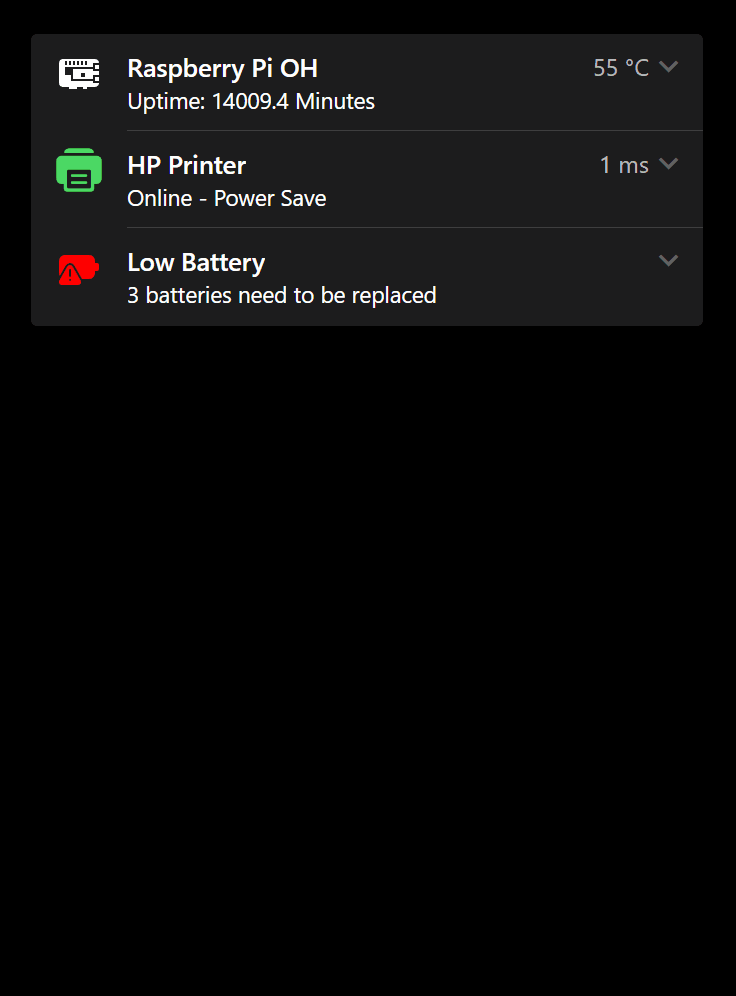 Raspberry Pi OH
55 °C
Uptime: 14009.4 Minutes
HP Printer
1 ms
Online - Power Save
Low Battery
3 batteries need to be replaced